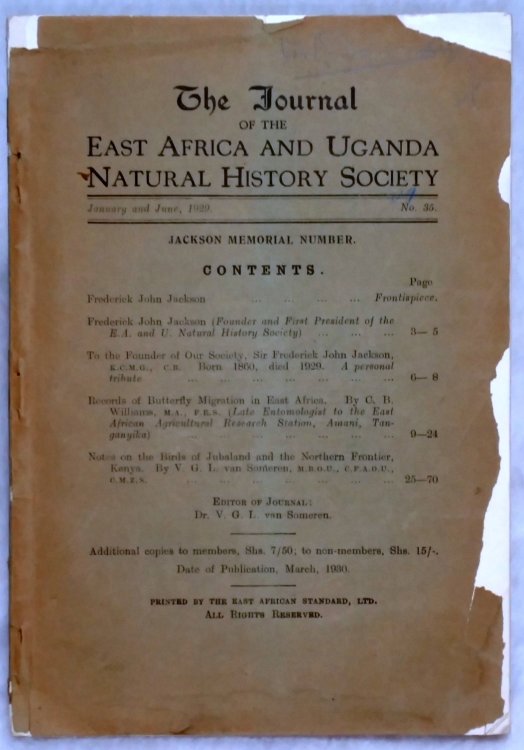 The Journal
OF THE
EAST AFRICA AND UGANDA
NATURAL HISTORY SOCIETY
January and June, 1929. No. 35.
JACKSON MEMORIAL NUMBER.
CONTENTS.
Page
Frederick John Jackson ... ... ... ... Frontispiece.
Frederick John Jackson (Founder and First President of the
E.A. and U. Natural History Society) ... ... ... 3— 5
To the Founder of Our Society, Sir Frederick John Jackson,
K.C.M.G., C.B. Born 1860, died 1929. A personal
tribute ... ... ... ... ... ... ... 6— 8
Records of Butterfly Migration in East Africa. By C. B.
Williams, M.A., F.E.S. (Late Entomologist to the East
African Agricultural Research Station, Amani, Tan-
ganyika) ... ... ... ... ... ... 9—24
Notes on the Birds of Jubaland and the Northern Frontier,
Kenya. By V. G. L. van Someren, M.B.O.U., C.F.A.O.U.,
C.M.Z.S. ... ... ... ... ... ... ... 25—70
EDITOR OF JOURNAL:
Dr. V. G. L. van Someren.
Additional copies to members, Shs. 7/50; to non-members, Shs. 15/-.
Date of Publication, March, 1930.
PRINTED BY THE EAST AFRICAN STANDARD, LTD.
ALL RIGHTS RESERVED.